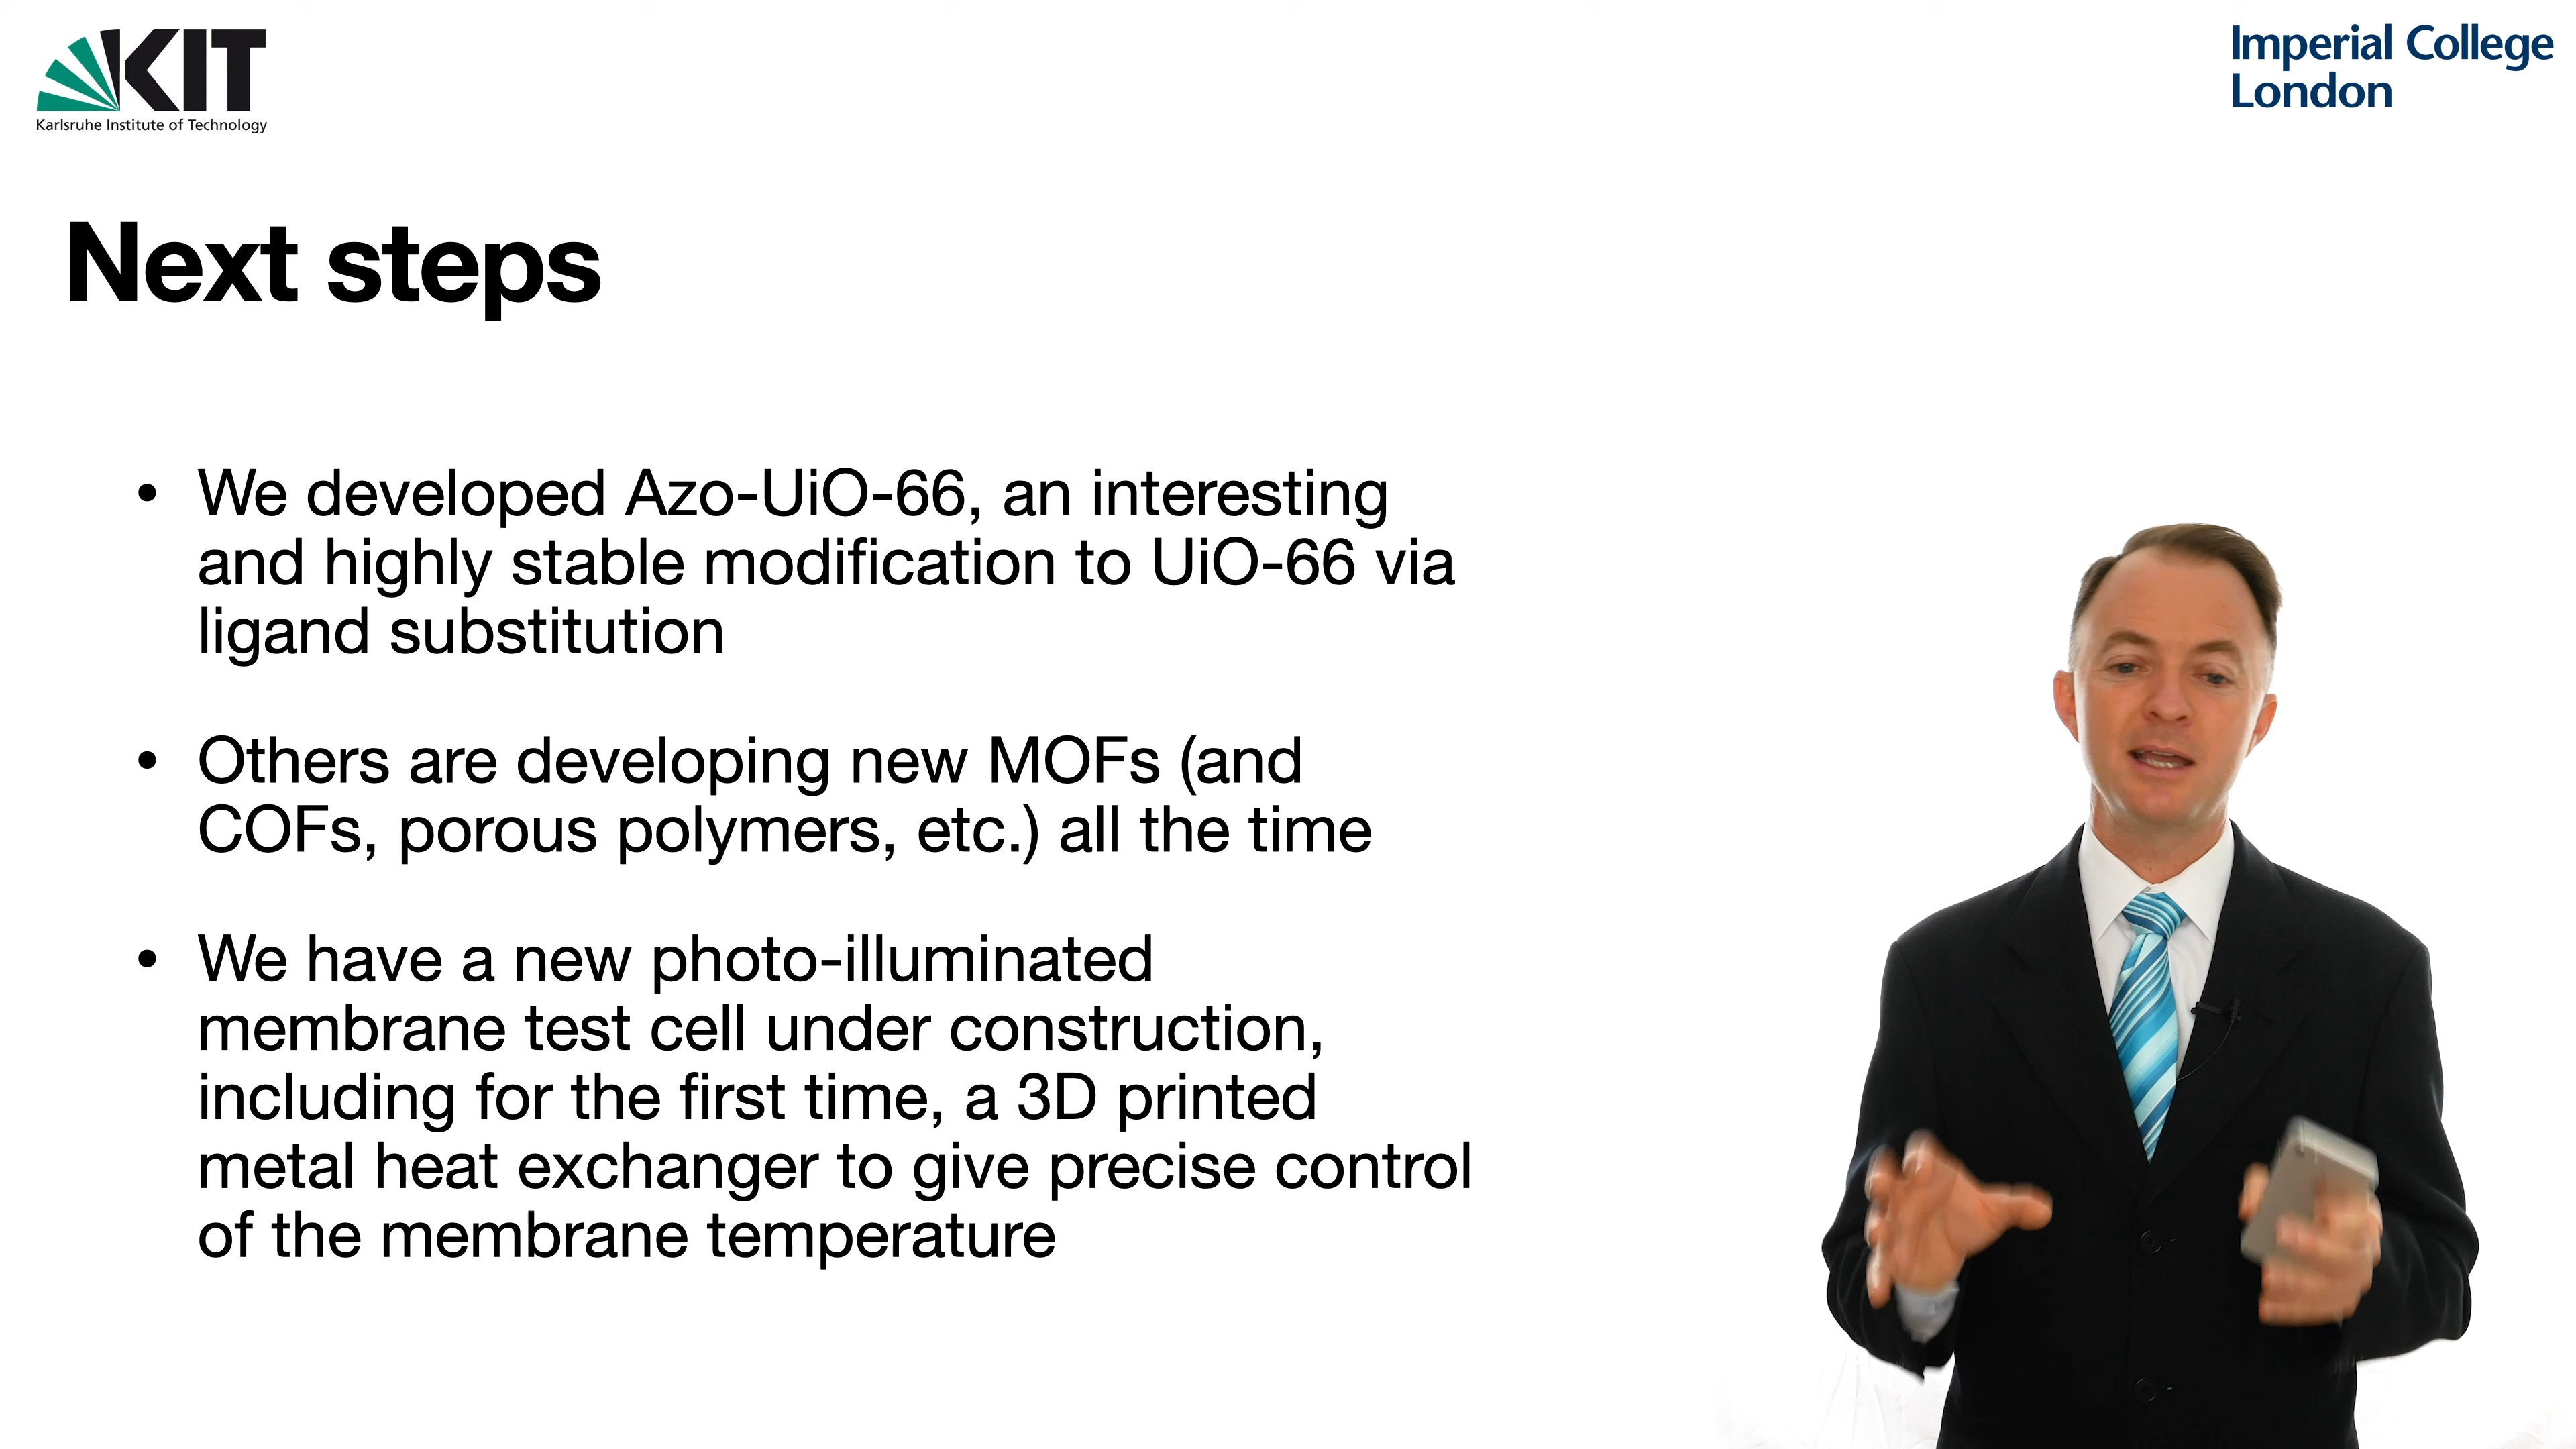 KIT
Karlsruhe Institute of Technology
Imperial College
London
Next steps
• We developed Azo-UiO-66, an interesting
and highly stable modification to UiO-66 via
ligand substitution
• Others are developing new MOFs (and
COFs, porous polymers, etc.) all the time
• We have a new photo-illuminated
membrane test cell under construction,
including for the first time, a 3D printed
metal heat exchanger to give precise control
of the membrane temperature